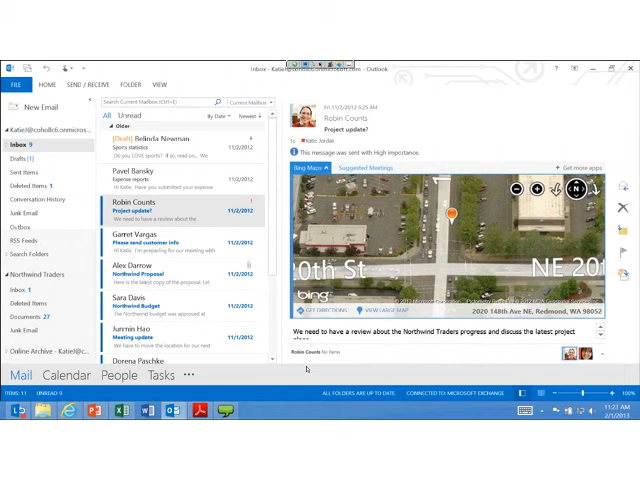 Inbox - KatieJ@cohollc6.onmicrosoft.com - Outlook
FILE HOME SEND / RECEIVE FOLDER VIEW
New Email
KatieJ@cohollc6.onmicros...
Inbox 9
Drafts [1]
Sent Items
Deleted Items 1
Conversation History
Junk Email
Outbox
RSS Feeds
Search Folders
Northwind Traders
Inbox 1
Deleted Items
Documents 27
Junk Email
Online Archive - KatieJ@c...
Search Current Mailbox (Ctrl+E) Current Mailbox
All Unread By Date Newest
Older
[Draft] Belinda Newman
Sports statistics
Do you LOVE sports? If so, read on... W 11/2/2012
Pavel Bansky
Expense reports 11/2/2012
Hi Katie, Have you submitted your expense
Robin Counts
Project update? 11/2/2012
We need to have a review about the
Garret Vargas
Please send customer info 11/2/2012
Hi Katie, I'm preparing for our meeting with
Alex Darrow
Northwind Proposal 11/2/2012
Here is the latest copy of the proposal: Let
Sara Davis
Northwind Budget 11/2/2012
The Northwind budget was approved at
Junmin Hao
Meeting update 11/1/2012
We have to move the location for our next
Dorena Paschke
Fri 11/2/2012 6:25 AM
Robin Counts
Project update?
To Katie Jordan
This message was sent with High importance.
Bing Maps Suggested Meetings + Get more apps
0th St NE 20t
N
bing
GET DIRECTIONS VIEW LARGE MAP 2020 148th Ave NE, Redmond, WA 98052
We need to have a review about the Northwind Traders progress and discuss the latest project
Robin Counts No Items
Mail Calendar People Tasks
ITEMS: 11 UNREAD: 9 ALL FOLDERS ARE UP TO DATE. CONNECTED TO: MICROSOFT EXCHANGE 100%
11:23 AM
2/1/2013